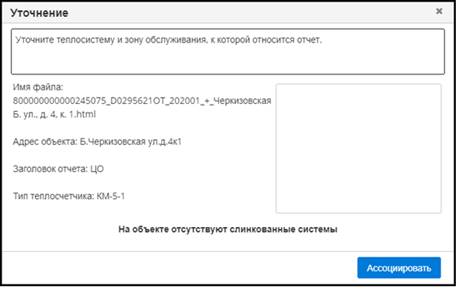 Уточнение
Уточните теплосистему и зону обслуживания, к которой относится отчет.
Имя файла:
800000000000245075_D0295621ОТ_202001_+_Черкизовская
Б. ул., д. 4, к. 1.html
Адрес объекта: Б.Черкизовская ул.д.4к1
Заголовок отчета: ЦО
Тип теплосчетчика: КМ-5-1
На объекте отсутствуют слинкованные системы
Ассоциировать